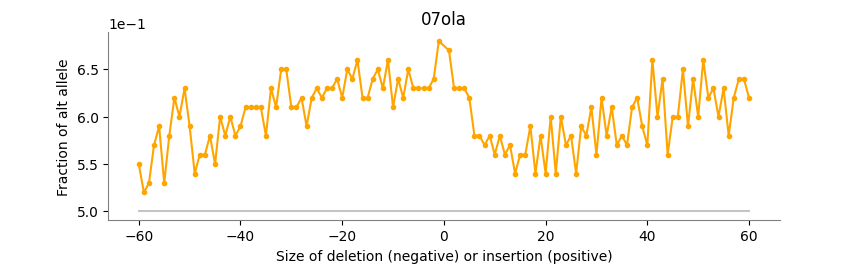 07ola
1e−1
6.5
6.0
5.5
5.0
Fraction of alt allele
−60 −40 −20 0 20 40 60
Size of deletion (negative) or insertion (positive)